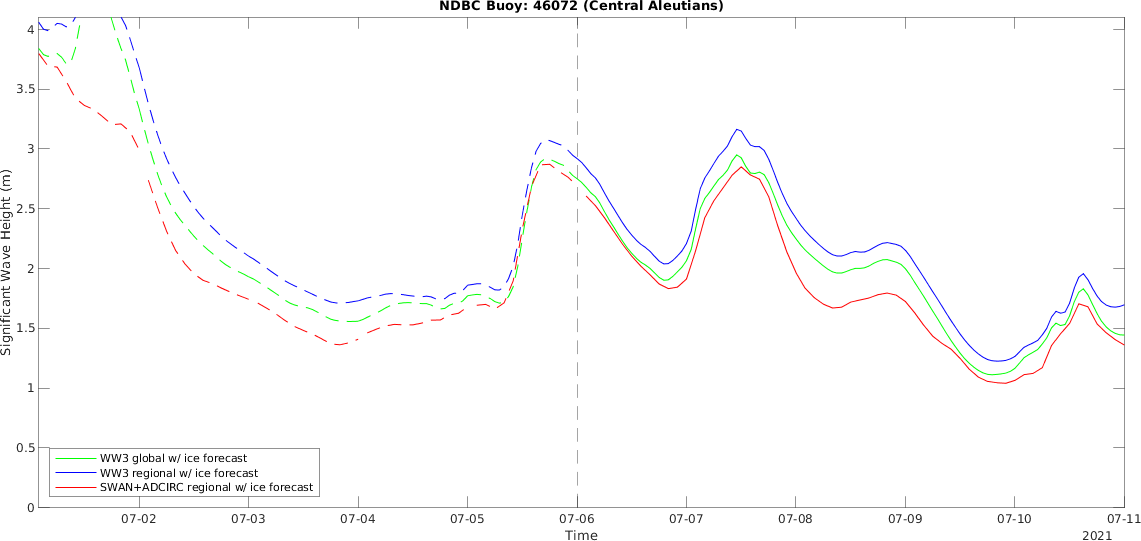 NDBC Buoy: 46072 (Central Aleutians)
4
3.5
3
2.5
2
1.5
1
0.5
0
Significant Wave Height (m)
WW3 global w/ ice forecast
WW3 regional w/ ice forecast
SWAN+ADCIRC regional w/ ice forecast
07-02 07-03 07-04 07-05 07-06 07-07 07-08 07-09 07-10 07-11
Time
2021